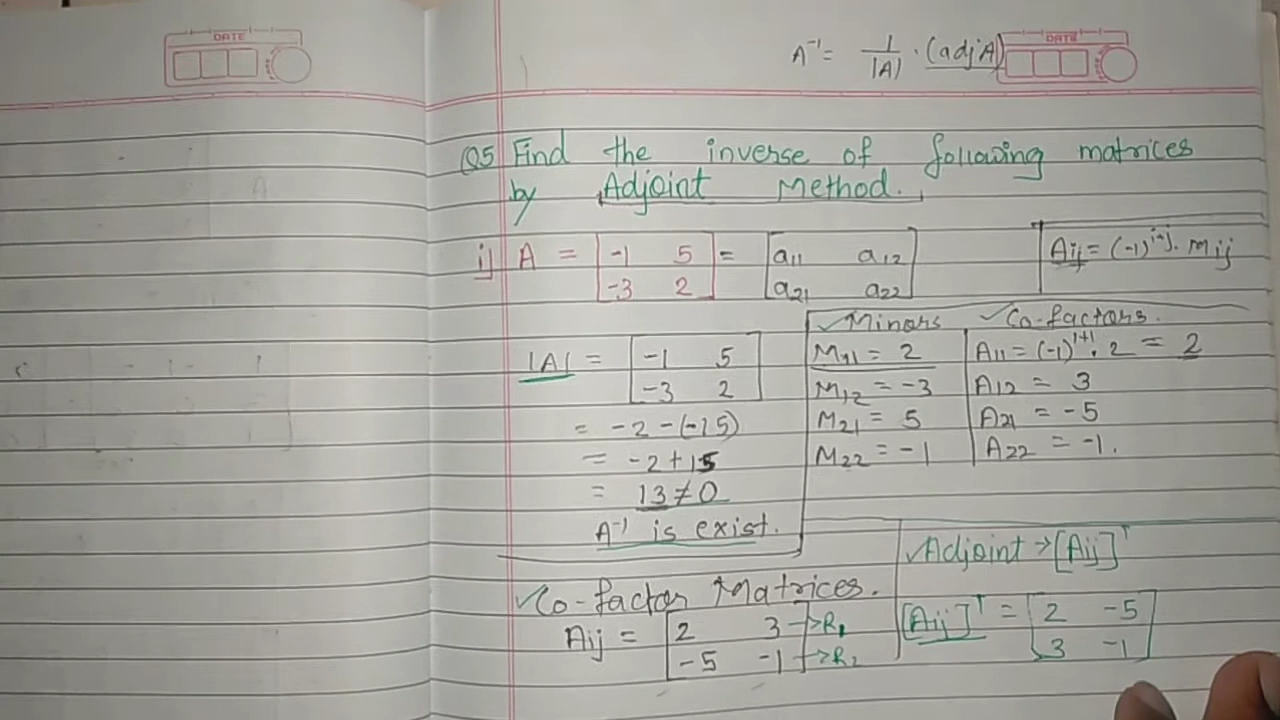 DATE
DATE
A⁻¹ = 1/|A| · (adj A)
Q5 Find the inverse of following matrices
by Adjoint Method.
i) A = [-1 5; -3 2] = [a11 a12; a21 a22]
Aij = (-1)^i+j · Mij
Minors Co-factors.
|A| = |-1 5; -3 2|
= -2-(-15)
= -2+15
= 13≠0
A⁻¹ is exist.
M11 = 2 A11 = (-1)^1+1 · 2 = 2
M12 = -3 A12 = 3
M21 = 5 A21 = -5
M22 = -1 A22 = -1.
Co-factor Matrices.
Aij = [2 3; -5 -1] →R1 →R2
Adjoint → [Aij]ᵀ
[Aij]ᵀ = [2 -5; 3 -1]